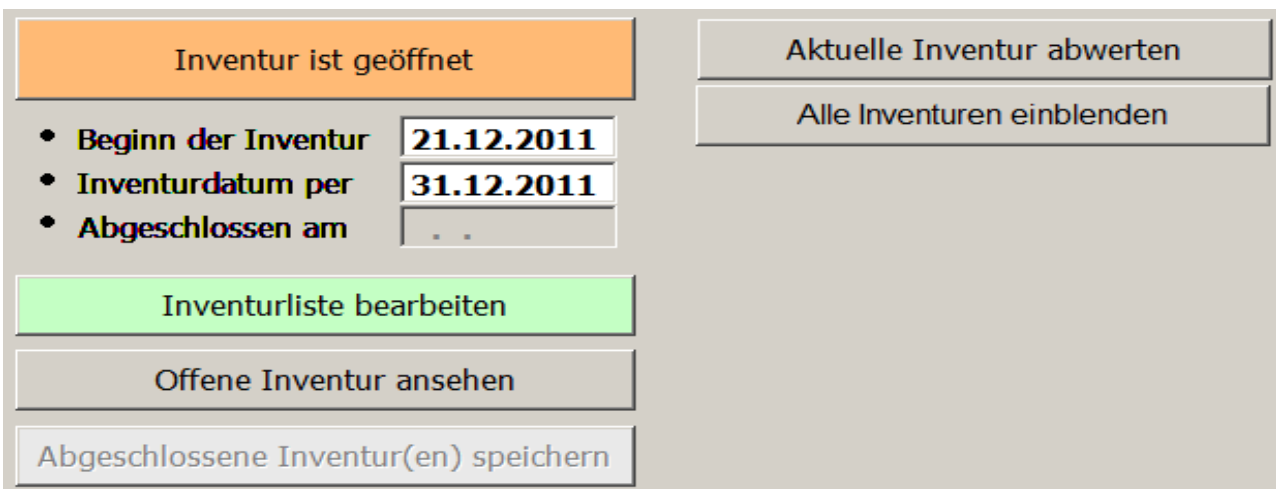 Inventur ist geöffnet
• Beginn der Inventur 21.12.2011
• Inventurdatum per 31.12.2011
• Abgeschlossen am . .
Inventurliste bearbeiten
Offene Inventur ansehen
Abgeschlossene Inventur(en) speichern
Aktuelle Inventur abwerten
Alle Inventuren einblenden